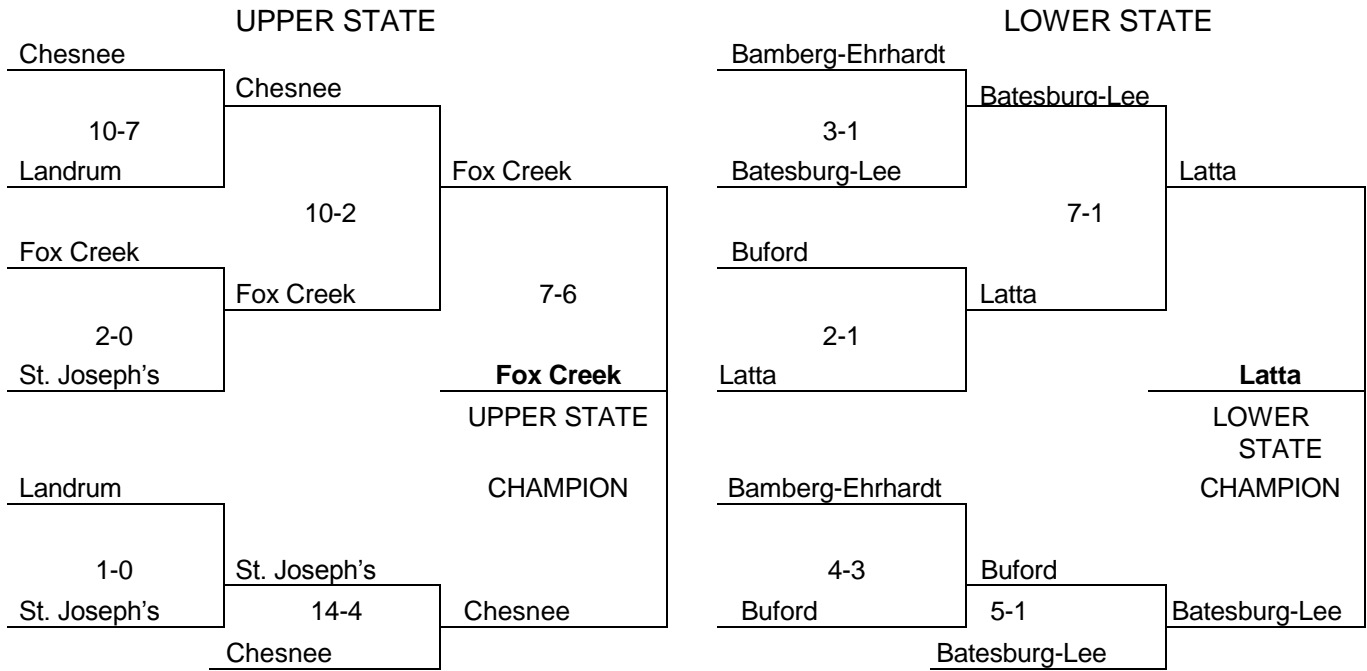 UPPER STATE
Chesnee
Chesnee
10-7
Landrum
Fox Creek
10-2
Fox Creek
Fox Creek
7-6
2-0
St. Joseph's
Fox Creek
UPPER STATE
CHAMPION
Landrum
1-0
St. Joseph's
St. Joseph's
14-4
Chesnee
Chesnee
LOWER STATE
Bamberg-Ehrhardt
Batesburg-Lee
3-1
Batesburg-Lee
Latta
7-1
Buford
Latta
2-1
Latta
Latta
LOWER
STATE
CHAMPION
Bamberg-Ehrhardt
4-3
Buford
Buford
5-1
Batesburg-Lee
Batesburg-Lee